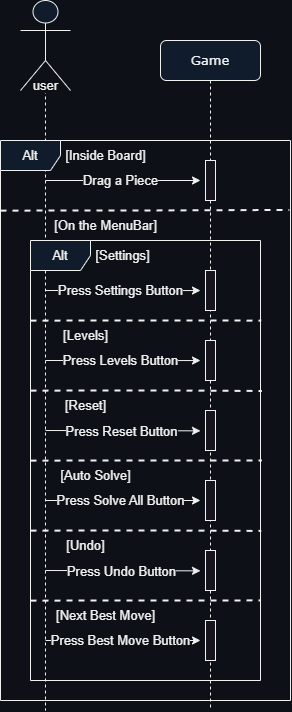 user
Game
Alt [Inside Board]
Drag a Piece
[On the MenuBar]
Alt [Settings]
Press Settings Button
[Levels]
Press Levels Button
[Reset]
Press Reset Button
[Auto Solve]
Press Solve All Button
[Undo]
Press Undo Button
[Next Best Move]
Press Best Move Button